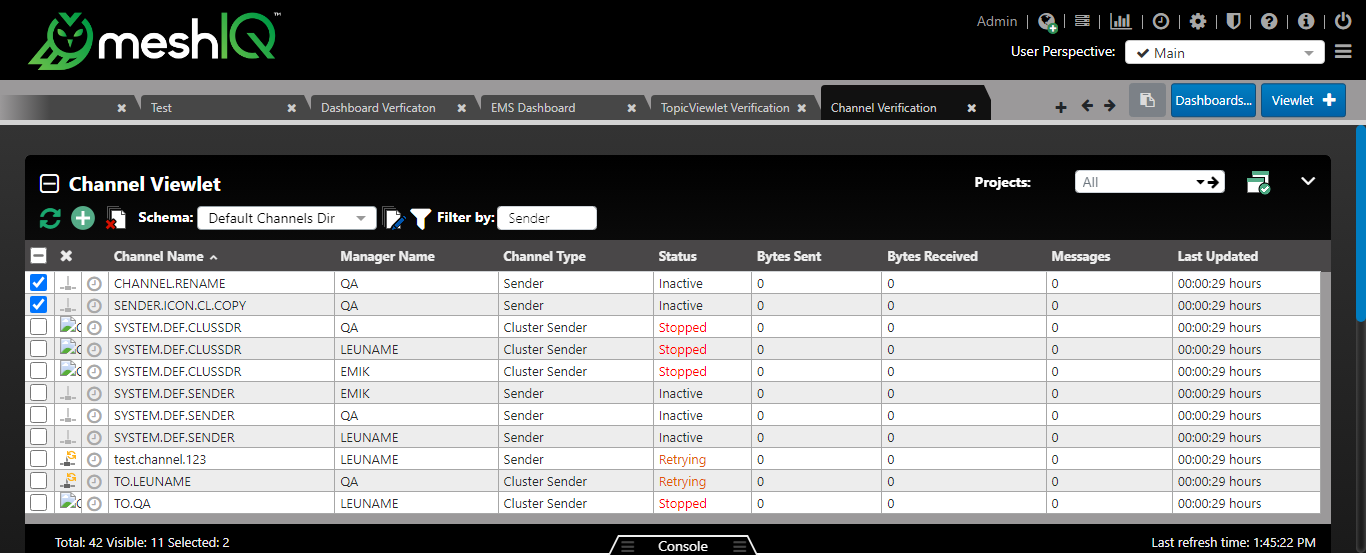 meshIQ™
Admin
User Perspective: Main
Test Dashboard Verficaton EMS Dashboard TopicViewlet Verification Channel Verification Dashboards... Viewlet
Channel Viewlet Projects: All
Schema: Default Channels Dir Filter by: Sender
Channel Name Manager Name Channel Type Status Bytes Sent Bytes Received Messages Last Updated
CHANNEL.RENAME QA Sender Inactive 0 0 0 00:00:29 hours
SENDER.ICON.CL.COPY QA Sender Inactive 0 0 0 00:00:29 hours
SYSTEM.DEF.CLUSSDR QA Cluster Sender Stopped 0 0 0 00:00:29 hours
SYSTEM.DEF.CLUSSDR LEUNAME Cluster Sender Stopped 0 0 0 00:00:29 hours
SYSTEM.DEF.CLUSSDR EMIK Cluster Sender Stopped 0 0 0 00:00:29 hours
SYSTEM.DEF.SENDER EMIK Sender Inactive 0 0 0 00:00:29 hours
SYSTEM.DEF.SENDER QA Sender Inactive 0 0 0 00:00:29 hours
SYSTEM.DEF.SENDER LEUNAME Sender Inactive 0 0 0 00:00:29 hours
test.channel.123 LEUNAME Sender Retrying 0 0 0 00:00:29 hours
TO.LEUNAME QA Cluster Sender Retrying 0 0 0 00:00:29 hours
TO.QA LEUNAME Cluster Sender Stopped 0 0 0 00:00:29 hours
Total: 42 Visible: 11 Selected: 2 Console Last refresh time: 1:45:22 PM